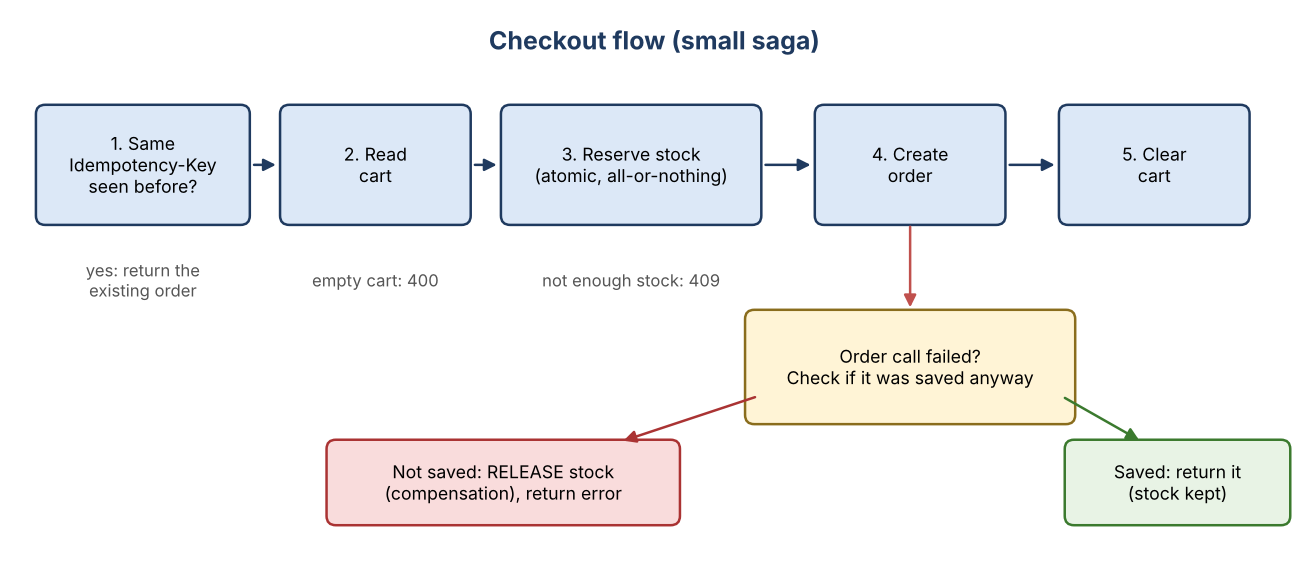 Checkout flow (small saga)
1. Same
Idempotency-Key
seen before?
2. Read
cart
3. Reserve stock
(atomic, all-or-nothing)
4. Create
order
5. Clear
cart
yes: return the
existing order
empty cart: 400
not enough stock: 409
Order call failed?
Check if it was saved anyway
Not saved: RELEASE stock
(compensation), return error
Saved: return it
(stock kept)